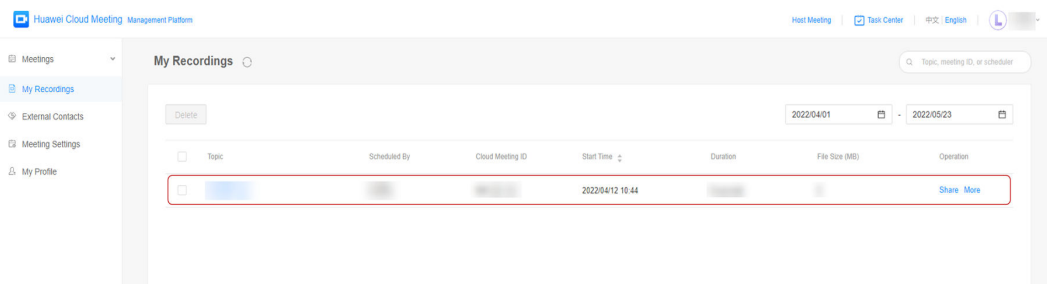 Huawei Cloud Meeting Management Platform Host Meeting Task Center 中文 English L
Meetings
My Recordings
External Contacts
Meeting Settings
My Profile
My Recordings
Topic, meeting ID, or scheduler
Delete 2022/04/01 - 2022/05/23
Topic Scheduled By Cloud Meeting ID Start Time Duration File Size (MB) Operation
2022/04/12 10:44 Share More